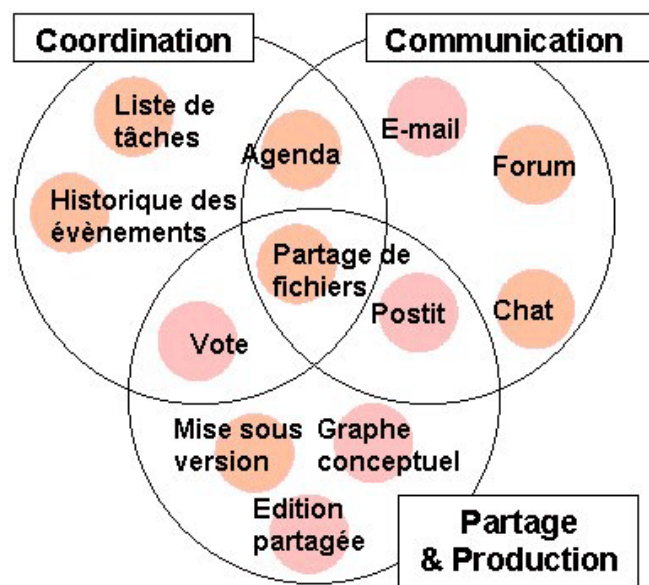 Coordination
Communication
Liste de
tâches
Agenda
E-mail
Forum
Historique des
évènements
Partage de
fichiers
Postit
Chat
Vote
Mise sous
version
Graphe
conceptuel
Edition
partagée
Partage
& Production